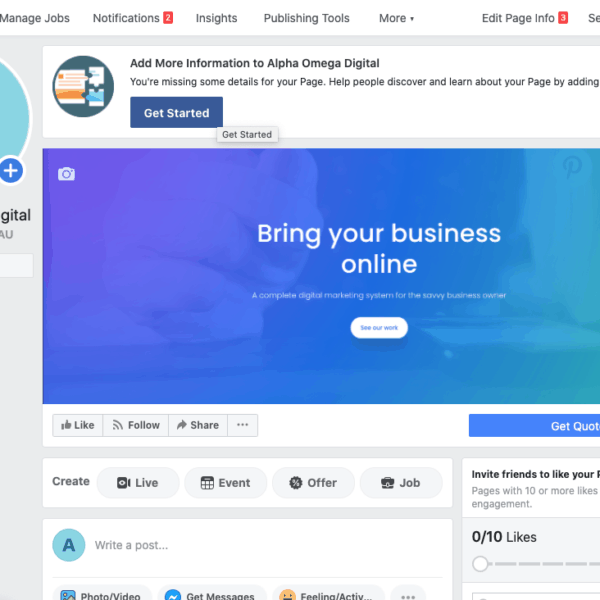 Manage Jobs Notifications 2 Insights Publishing Tools More ▾ Edit Page Info 3 Se
Add More Information to Alpha Omega Digital
You're missing some details for your Page. Help people discover and learn about your Page by adding
Get Started
Get Started
gital
AU
Bring your business
online
A complete digital marketing system for the savvy business owner
See our work
Like Follow Share ...
Get Quot
Create Live Event Offer Job
A Write a post...
Photo/Video Get Messages Feeling/Activ... ...
Invite friends to like your P
Pages with 10 or more likes
engagement.
0/10 Likes